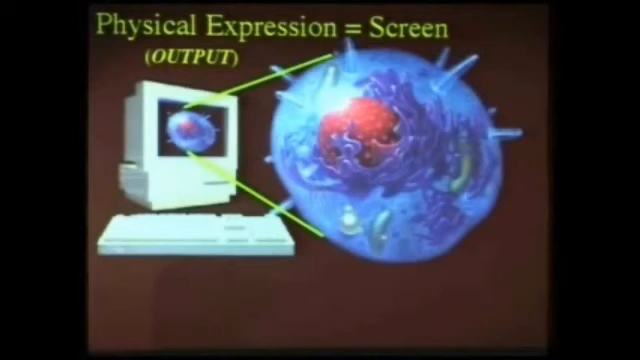 Physical Expression = Screen
(OUTPUT)